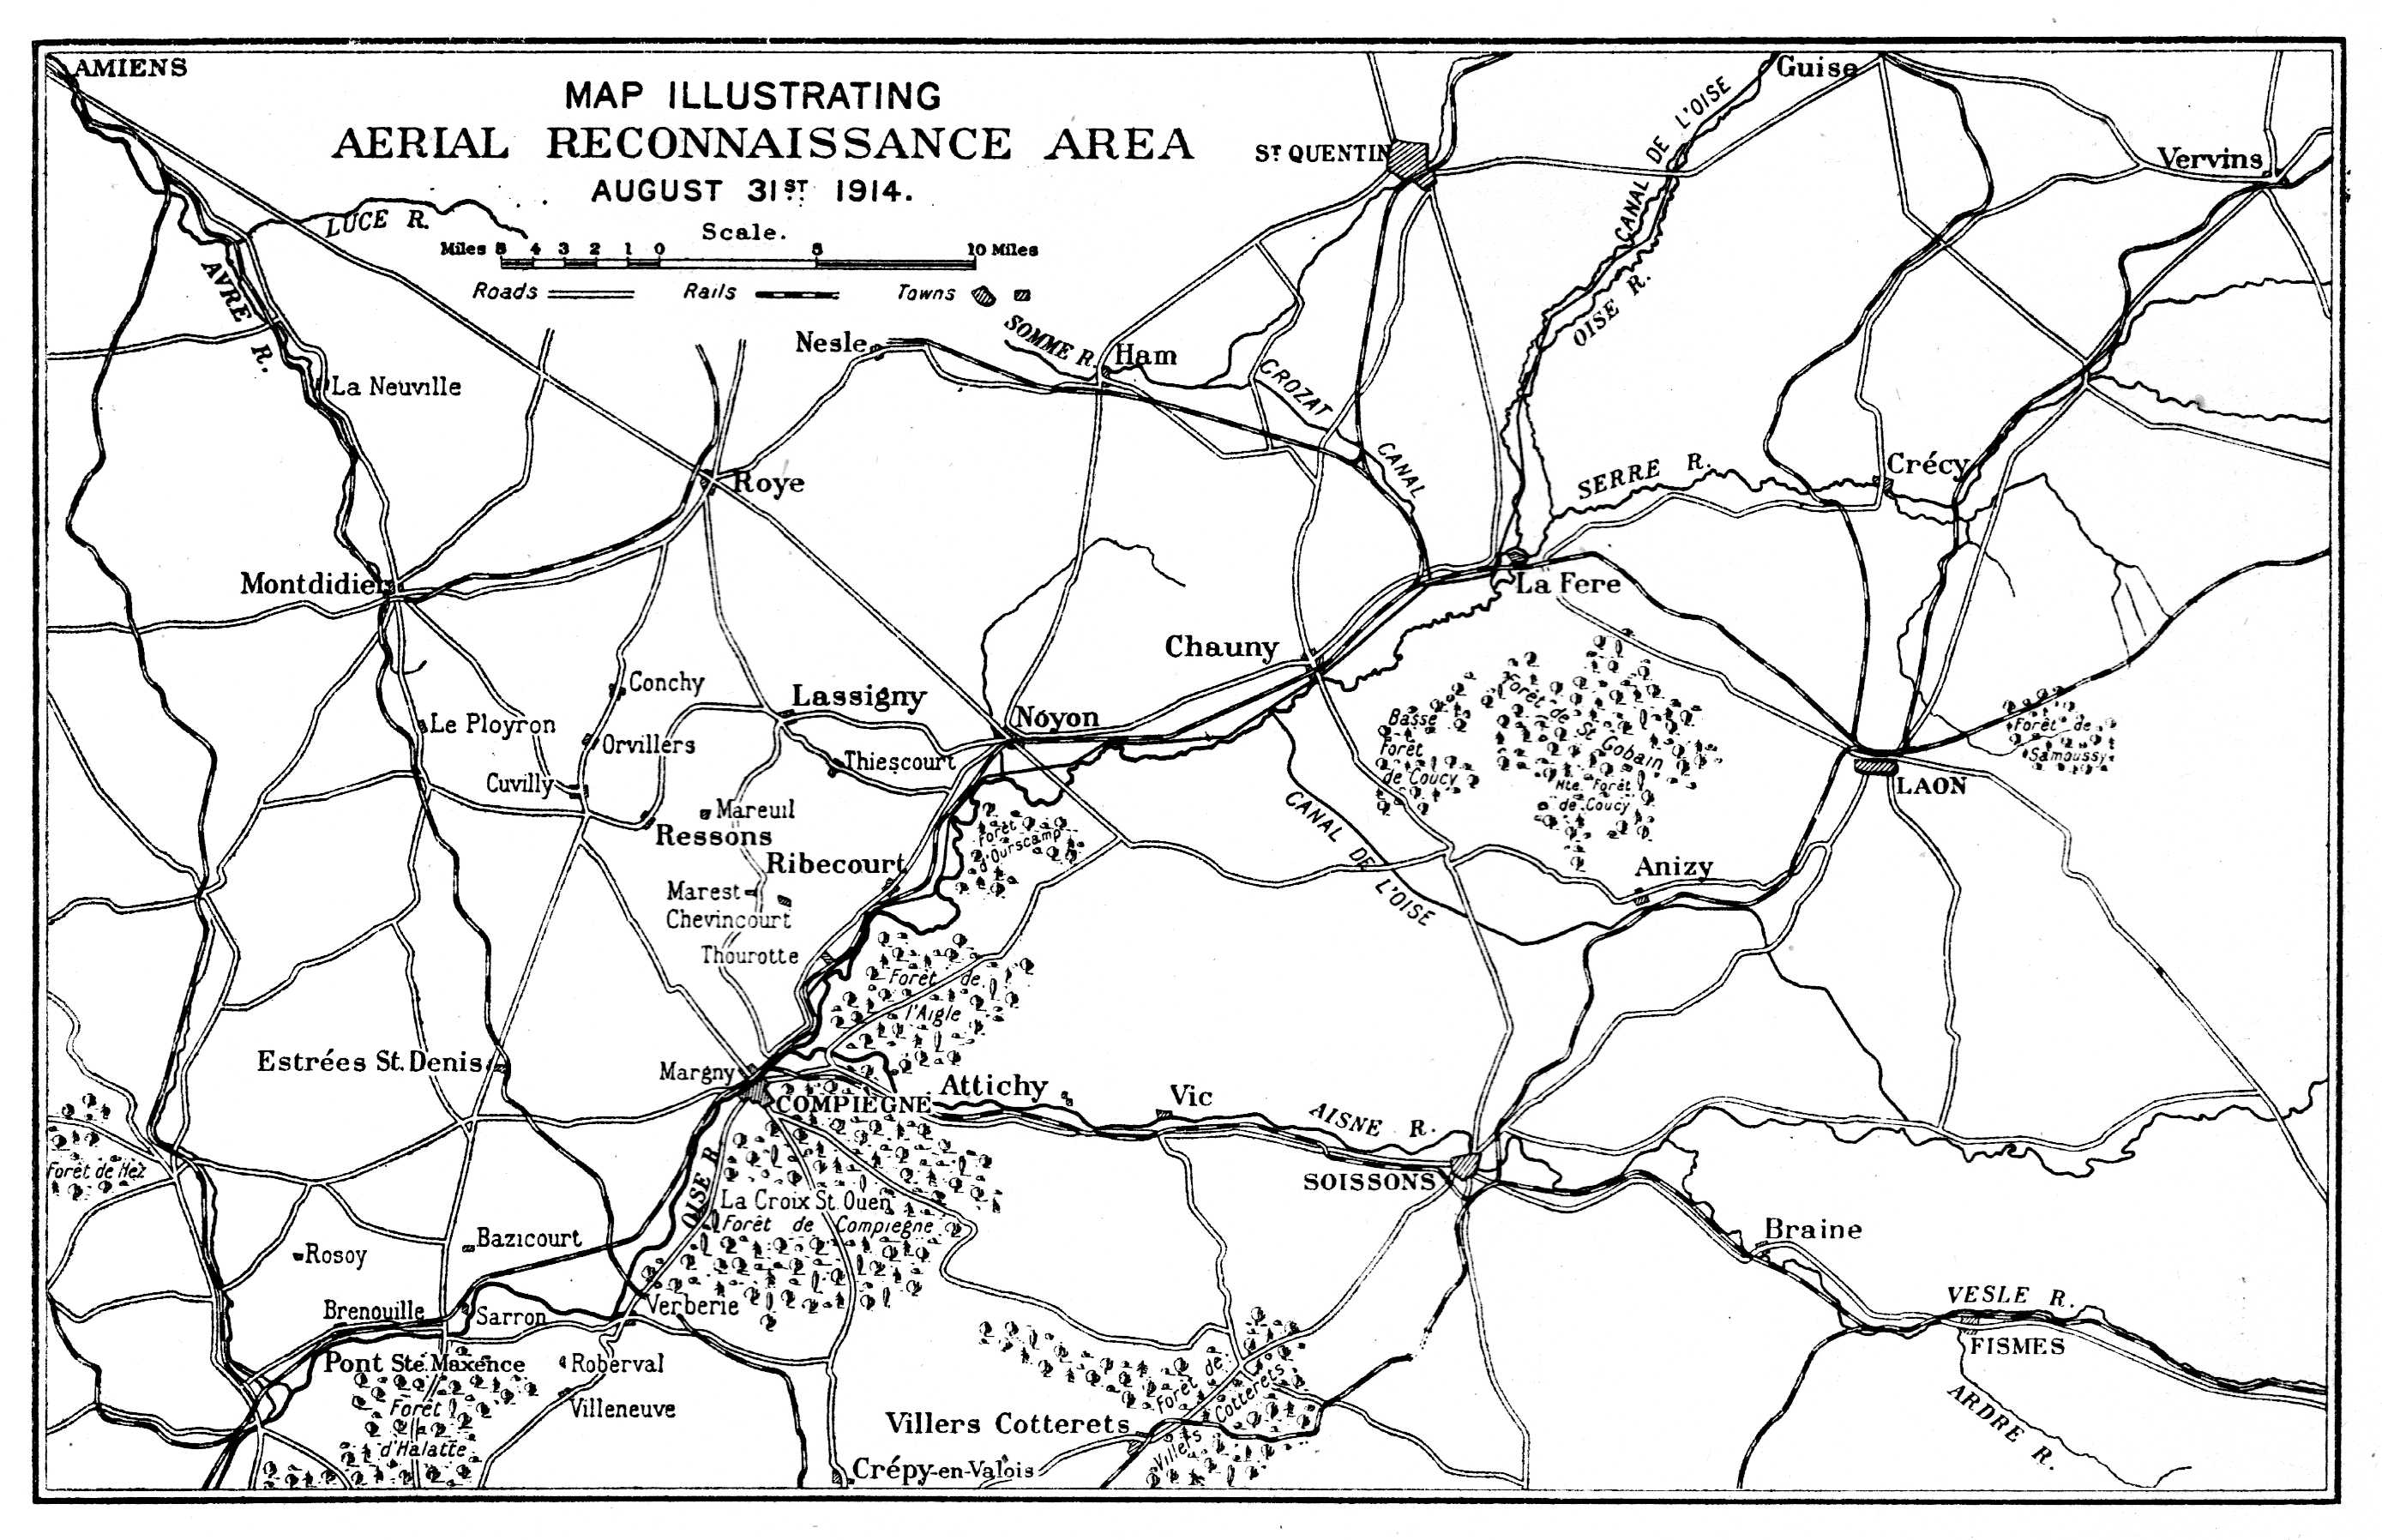 AMIENS
MAP ILLUSTRATING
AERIAL RECONNAISSANCE AREA
AUGUST 31ST 1914.
Scale.
Miles 5 4 3 2 1 0 5 10 Miles
Roads Rails Towns
LUCE R.
AVRE R.
ST QUENTIN
Guise
CANAL DE L'OISE
OISE R.
Vervins
Nesle
SOMME R.
Ham
CROZAT CANAL
La Neuville
Roye
SERRE R.
Crécy
Montdidier
La Fere
Chauny
Conchy
Lassigny
Noyon
Le Ployron
Orvillers
Thiescourt
Cuvilly
Mareuil
Ressons
Ribecourt
Forêt d'Ourscamp
Basse Forêt de Coucy
Forêt de St Gobain
Hte. Forêt de Coucy
Forêt de Samoussy
LAON
CANAL DE L'OISE
Anizy
Marest
Chevincourt
Thourotte
Forêt de l'Aigle
Estrées St. Denis
Margny
COMPIEGNE
Attichy
Vic
AISNE R.
SOISSONS
Forêt de Hez
OISE R
La Croix St. Ouen
Forêt de Compiegne
Rosoy
Bazicourt
Braine
Brenouille
Sarron
Verberie
VESLE R.
FISMES
Pont Ste. Maxence
Roberval
Forêt d'Halatte
Villeneuve
Forêt de Villers Cotterets
Villers Cotterets
Crépy-en-Valois
ARDRE R.